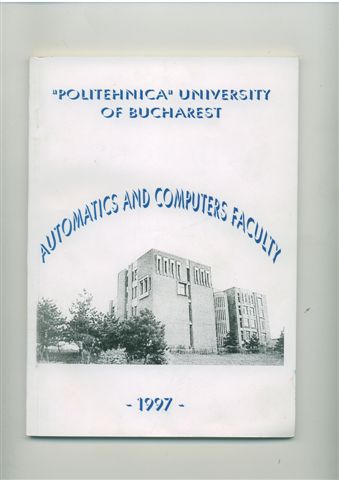 "POLITEHNICA" UNIVERSITY
OF BUCHAREST
AUTOMATICS AND COMPUTERS FACULTY
- 1997 -